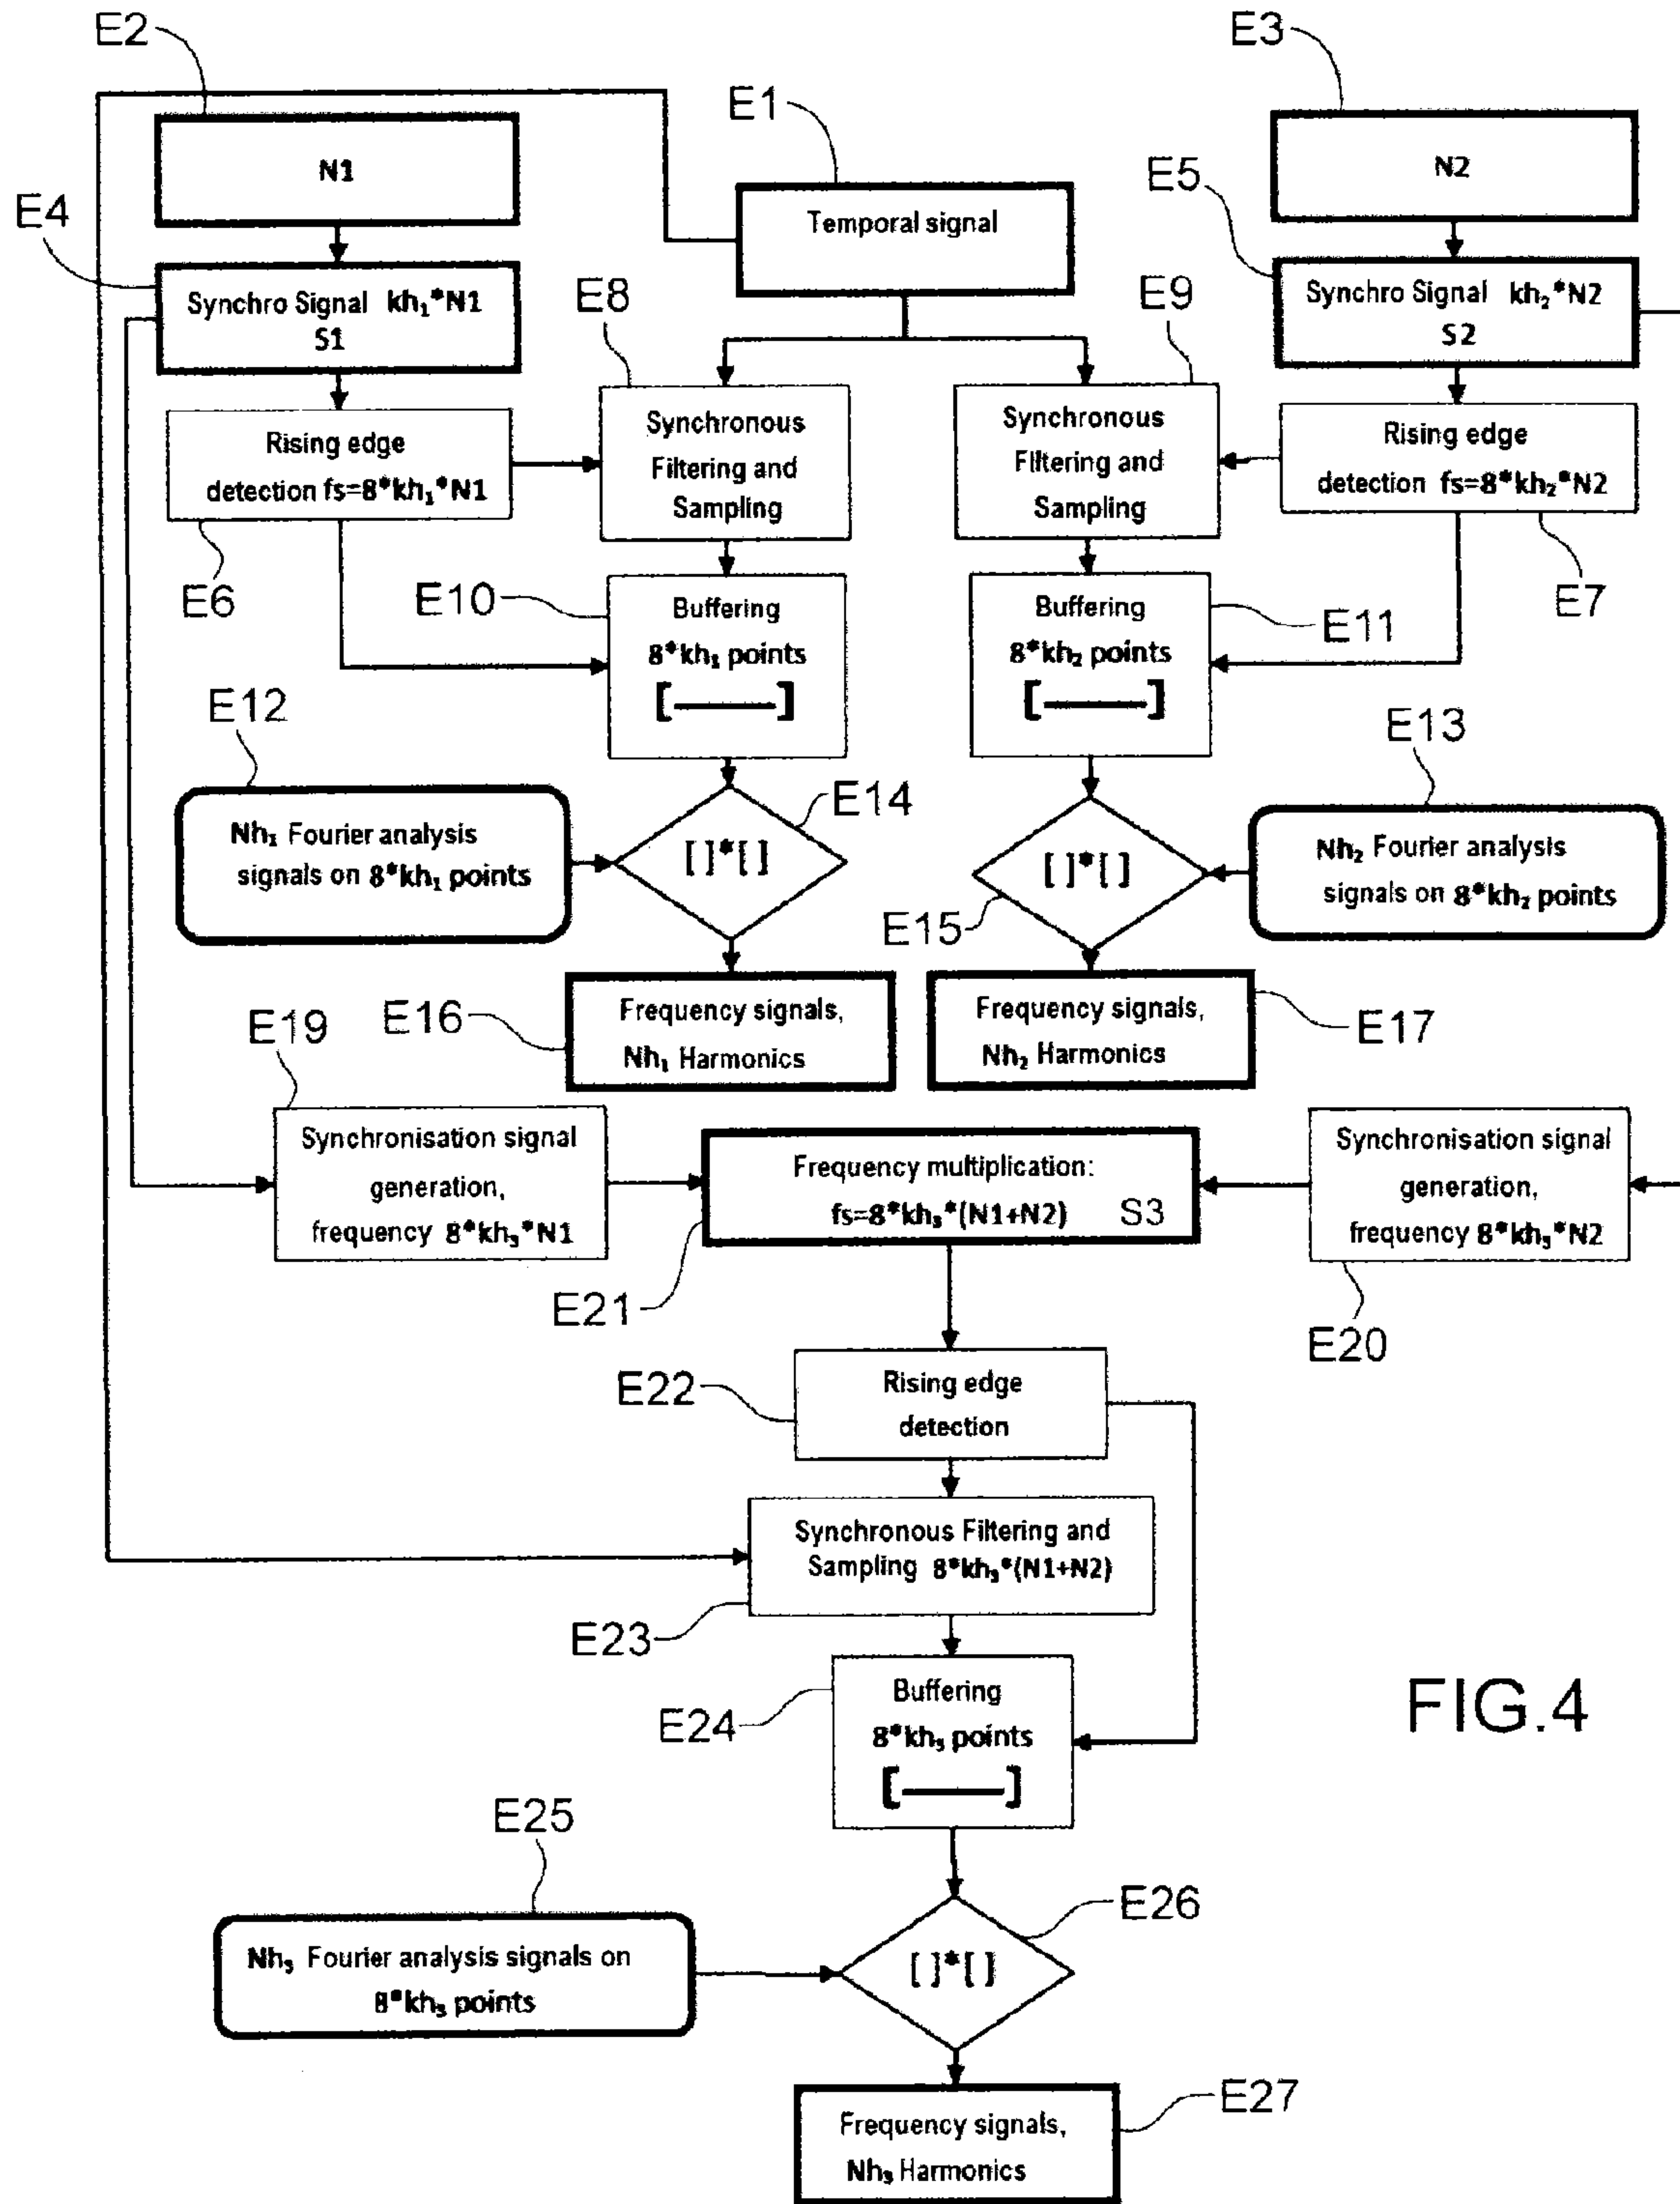 E2
E3
E1
N1
N2
E5
E4
Temporal signal
Synchro Signal kh₁*N1
S1
E8
E9
Synchro Signal kh₂*N2
S2
Rising edge
detection fs=8*kh₁*N1
Synchronous
Filtering and
Sampling
Synchronous
Filtering and
Sampling
Rising edge
detection fs=8*kh₂*N2
E6
E10
Buffering
8*kh₁ points
[ ]
Buffering
8*kh₂ points
[ ]
E11
E7
E12
E13
E14
Nh₁ Fourier analysis
signals on 8*kh₁ points
[ ]*[ ]
[ ]*[ ]
Nh₂ Fourier analysis
signals on 8*kh₂ points
E15
E19
E16
Frequency signals,
Nh₁ Harmonics
Frequency signals,
Nh₂ Harmonics
E17
Synchronisation signal
generation,
frequency 8*kh₃*N1
Frequency multiplication:
fs=8*kh₃*(N1+N2) S3
Synchronisation signal
generation,
frequency 8*kh₃*N2
E21
E20
E22
Rising edge
detection
Synchronous Filtering and
Sampling 8*kh₃*(N1+N2)
E23
E24
Buffering
8*kh₃ points
[ ]
FIG.4
E25
E26
Nh₃ Fourier analysis signals on
8*kh₃ points
[ ]*[ ]
E27
Frequency signals,
Nh₃ Harmonics